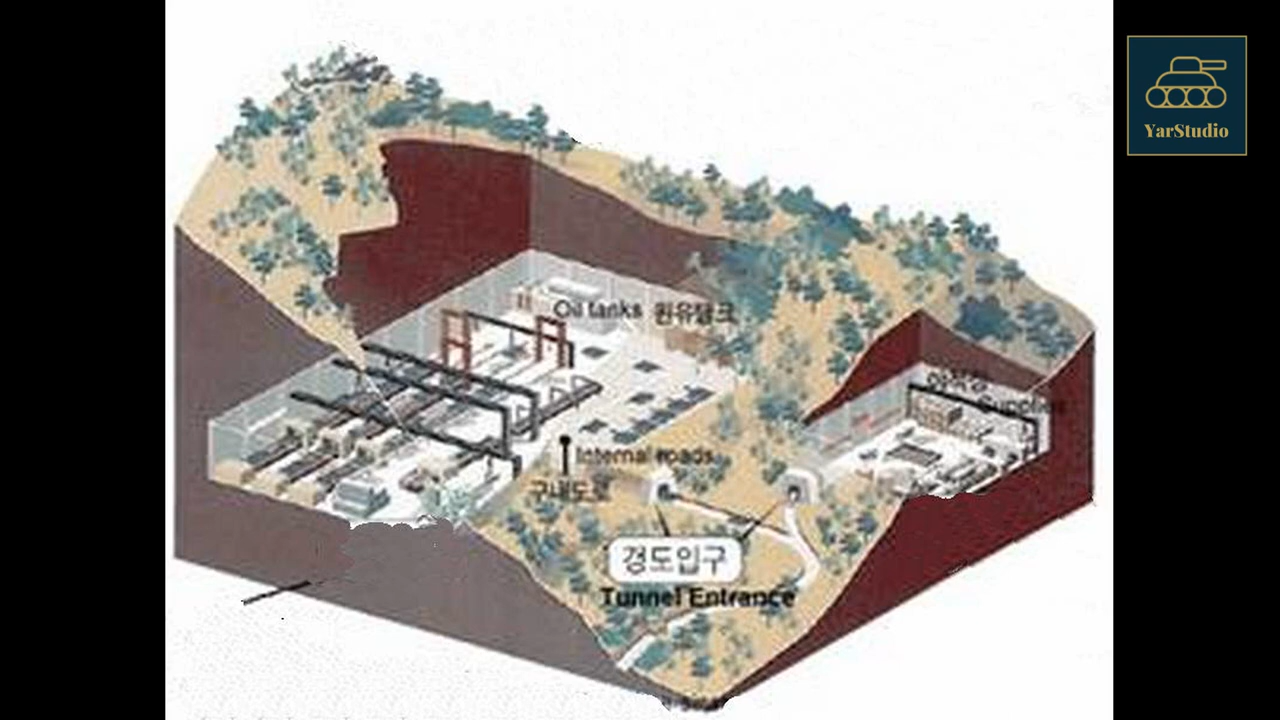 YarStudio
Oil tanks 원유탱크
Internal roads
구내도로
경도입구
Tunnel Entrance